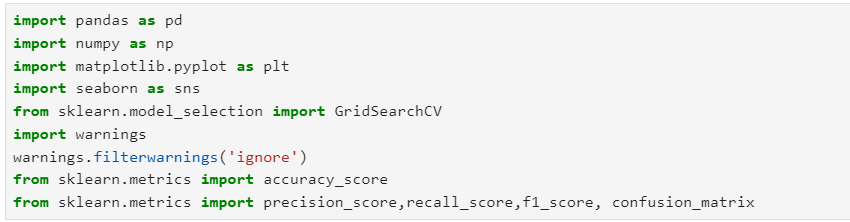 import pandas as pd
import numpy as np
import matplotlib.pyplot as plt
import seaborn as sns
from sklearn.model_selection import GridSearchCV
import warnings
warnings.filterwarnings('ignore')
from sklearn.metrics import accuracy_score
from sklearn.metrics import precision_score,recall_score,f1_score, confusion_matrix